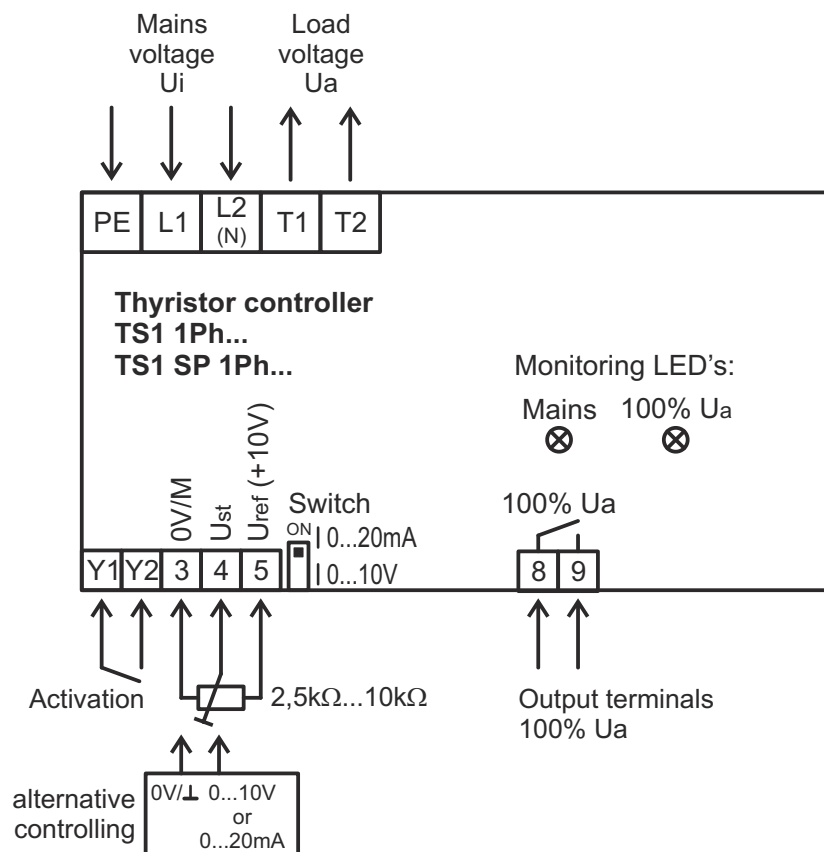 Mains
voltage
Ui
Load
voltage
Ua
PE
L1
L2
(N)
T1
T2
Thyristor controller
TS1 1Ph...
TS1 SP 1Ph...
Monitoring LED's:
Mains
100% Ua
0V/M
Ust
Uref (+10V)
Switch
ON
0...20mA
0...10V
100% Ua
Y1
Y2
3
4
5
8
9
Activation
2,5kΩ...10kΩ
Output terminals
100% Ua
alternative
controlling
0V/⊥
0...10V
or
0...20mA